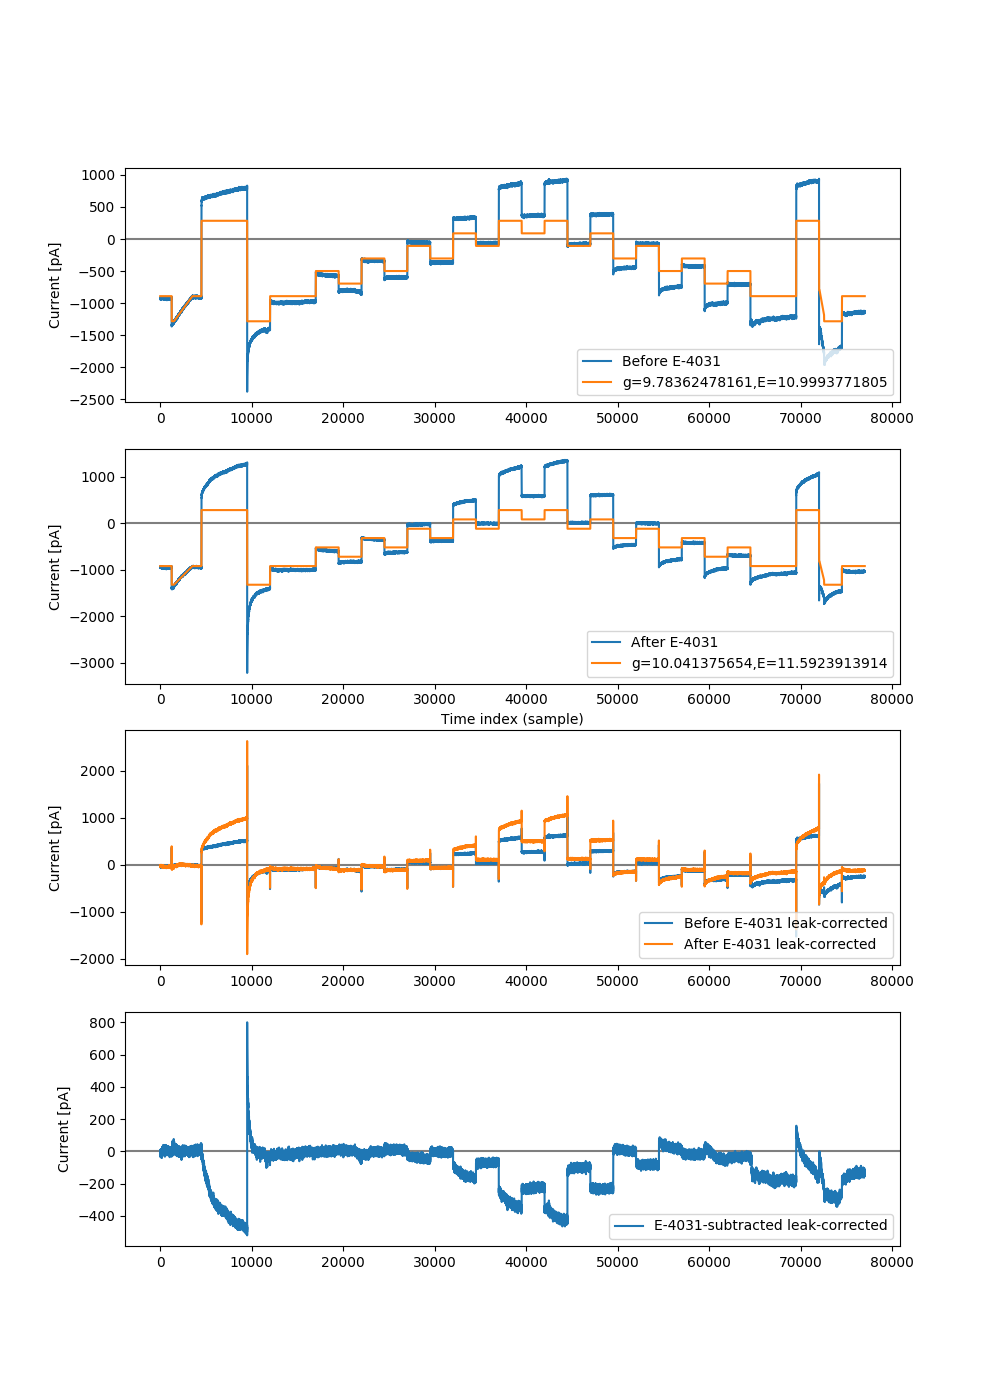 1000
500
0
−500
−1000
−1500
−2000
−2500
Current [pA]
Before E-4031
g=9.78362478161,E=10.9993771805
0 10000 20000 30000 40000 50000 60000 70000 80000
1000
0
−1000
−2000
−3000
Current [pA]
After E-4031
g=10.041375654,E=11.5923913914
0 10000 20000 30000 40000 50000 60000 70000 80000
Time index (sample)
2000
1000
0
−1000
−2000
Current [pA]
Before E-4031 leak-corrected
After E-4031 leak-corrected
0 10000 20000 30000 40000 50000 60000 70000 80000
800
600
400
200
0
−200
−400
Current [pA]
E-4031-subtracted leak-corrected
0 10000 20000 30000 40000 50000 60000 70000 80000